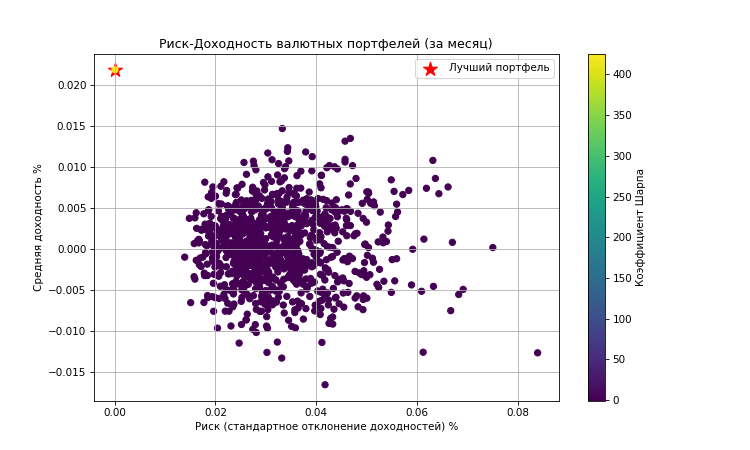 Риск-Доходность валютных портфелей (за месяц)
Лучший портфель
Средняя доходность %
0.020
0.015
0.010
0.005
0.000
−0.005
−0.010
−0.015
0.00 0.02 0.04 0.06 0.08
Риск (стандартное отклонение доходностей) %
400
350
300
250
200
150
100
50
0
Коэффициент Шарпа